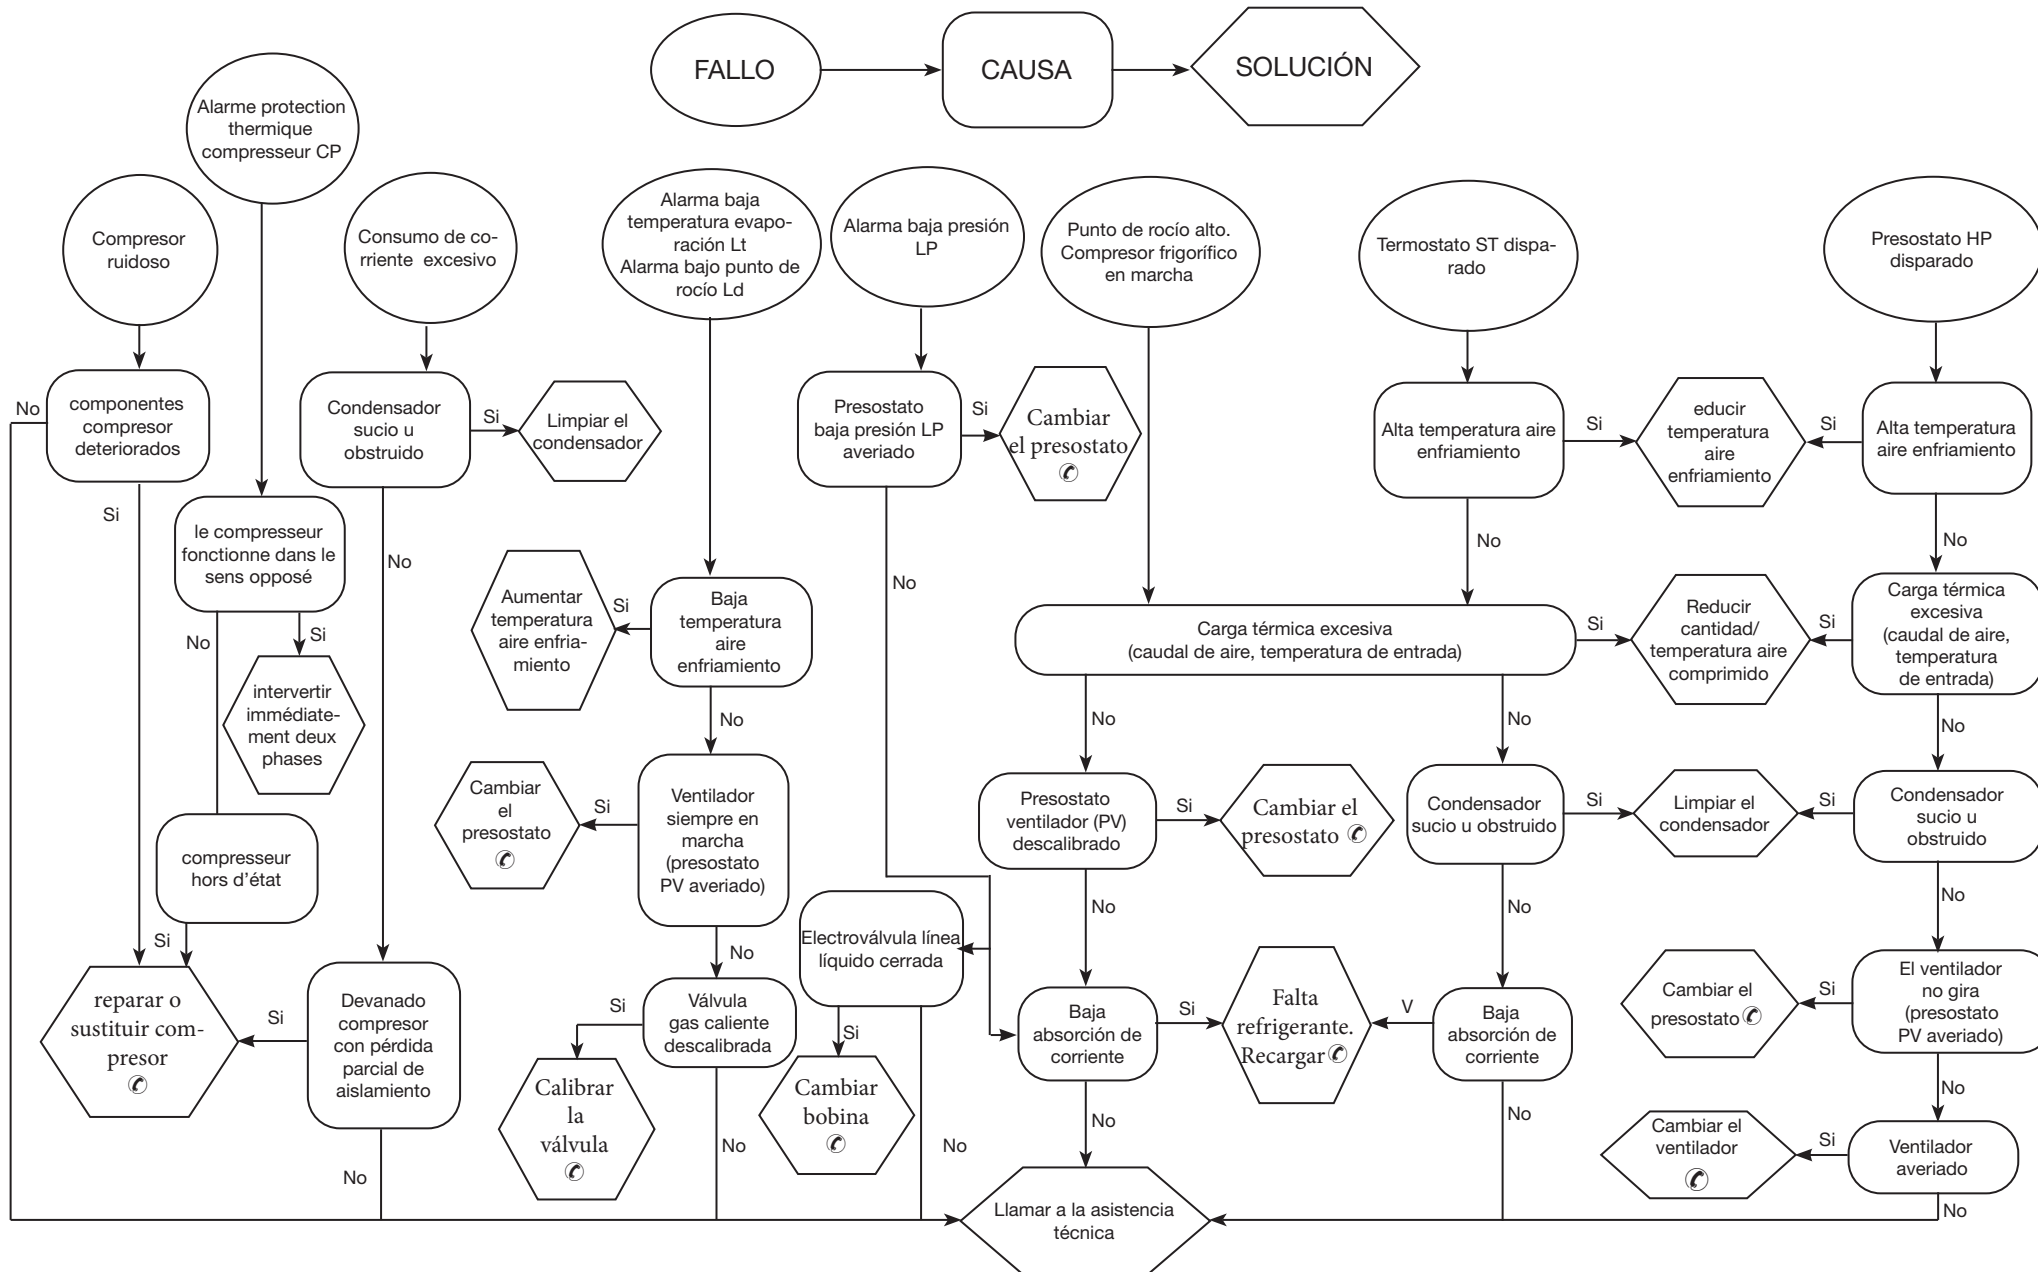 FALLO
CAUSA
SOLUCIÓN
Alarme protection
thermique
compresseur CP
Compresor
ruidoso
Consumo de co-
rriente excesivo
Alarma baja
temperatura evapo-
ración Lt
Alarma bajo punto de
rocío Ld
Alarma baja presión
LP
Punto de rocío alto.
Compresor frigorífico
en marcha
Termostato ST dispa-
rado
Presostato HP
disparado
No
componentes
compresor
deteriorados
Si
Condensador
sucio u
obstruido
Si
Limpiar el
condensador
No
Presostato
baja presión LP
averiado
Si
Cambiar
el presostato ✆
No
Alta temperatura aire
enfriamiento
Si
educir
temperatura
aire
enfriamiento
Si
Alta temperatura
aire enfriamiento
No
No
le compresseur
fonctionne dans le
sens opposé
No
Si
intervertir
immédiate-
ment deux
phases
Aumentar
temperatura
aire enfria-
miento
Si
Baja
temperatura
aire
enfriamiento
No
Carga térmica excesiva
(caudal de aire, temperatura de entrada)
Si
Reducir
cantidad/
temperatura aire
comprimido
Si
Carga térmica
excesiva
(caudal de aire,
temperatura
de entrada)
No
No
No
Cambiar
el
presostato
✆
Si
Ventilador
siempre en
marcha
(presostato
PV averiado)
No
Presostato
ventilador (PV)
descalibrado
Si
Cambiar el
presostato ✆
No
Condensador
sucio u obstruido
Si
Limpiar el
condensador
Si
Condensador
sucio u
obstruido
No
No
compresseur
hors d’état
Si
reparar o
sustituir com-
presor
✆
Si
Devanado
compresor
con pérdida
parcial de
aislamiento
No
Si
Válvula
gas caliente
descalibrada
No
Calibrar
la
válvula
✆
Electroválvula línea
líquido cerrada
Si
Cambiar
bobina
✆
No
Baja
absorción de
corriente
Si
Falta
refrigerante.
Recargar ✆
V
Baja
absorción de
corriente
No
No
Cambiar el
presostato ✆
Si
El ventilador
no gira
(presostato
PV averiado)
No
Cambiar el
ventilador
✆
Si
Ventilador
averiado
No
Llamar a la asistencia
técnica